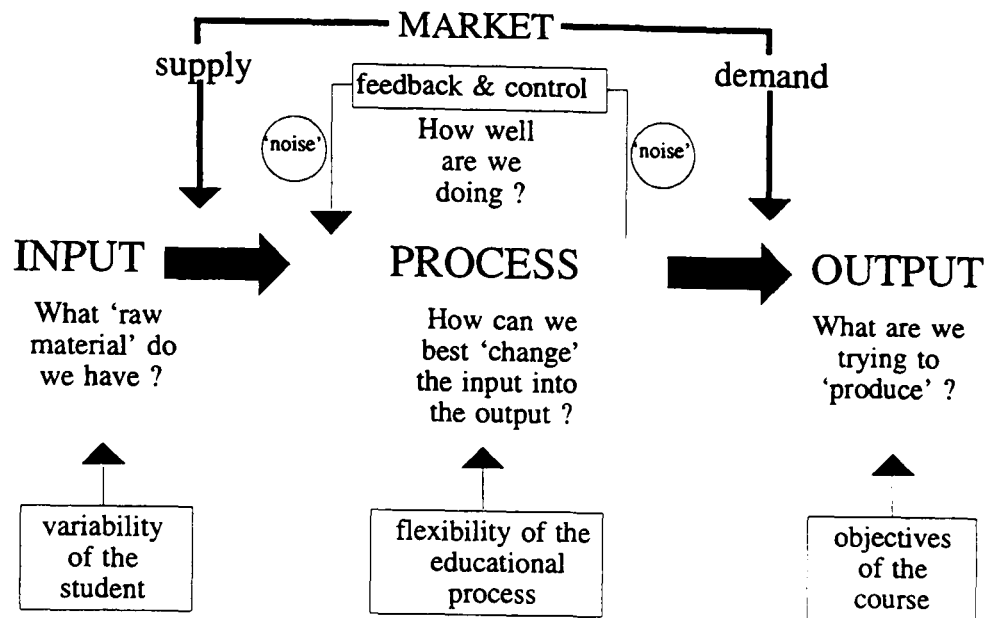 MARKET
supply
demand
feedback & control
'noise'
How well
are we
doing ?
'noise'
INPUT
PROCESS
OUTPUT
What 'raw
material' do
we have ?
How can we
best 'change'
the input into
the output ?
What are we
trying to
'produce' ?
variability
of the
student
flexibility of the
educational
process
objectives
of the
course